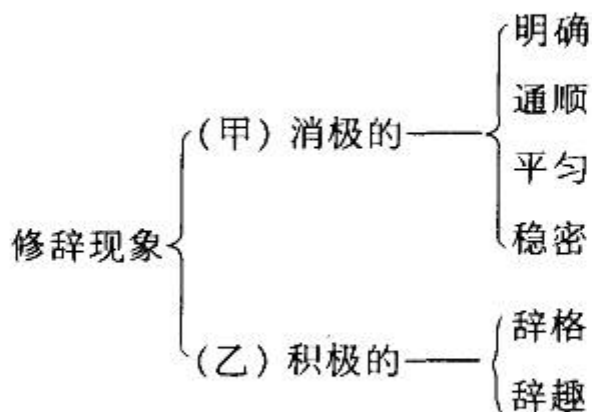 明确
通顺
(甲) 消极的
平匀
稳密
修辞现象
辞格
(乙) 积极的
辞趣